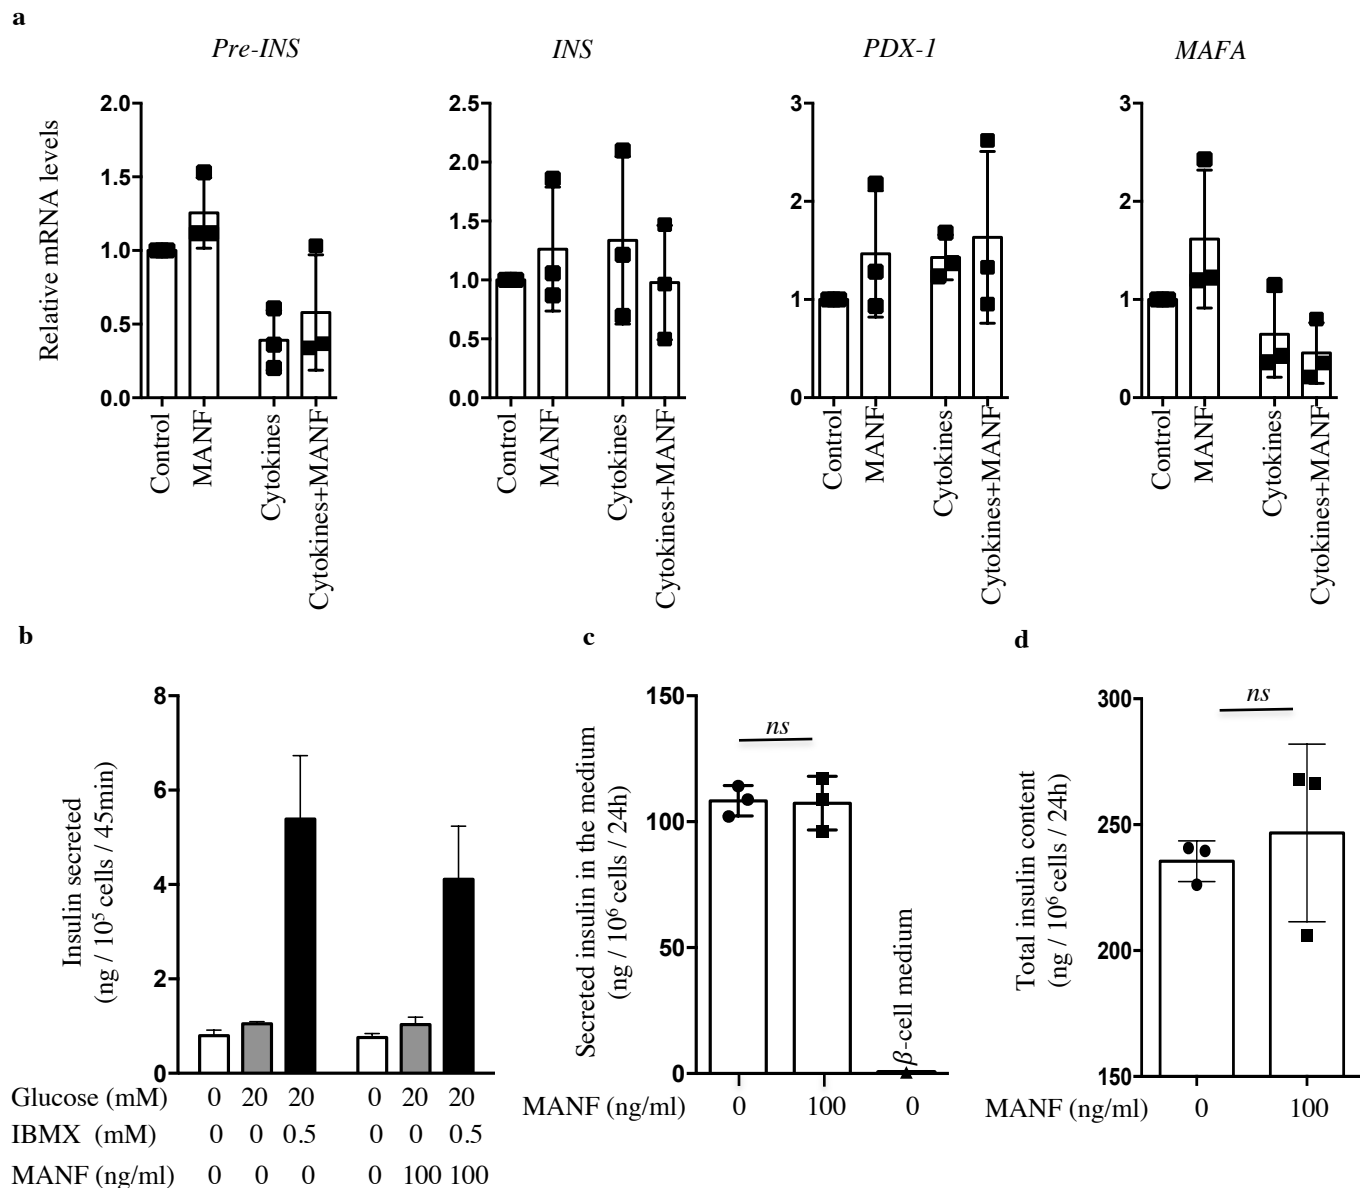 a
Pre-INS INS PDX-1 MAFA
Relative mRNA levels
2.0
1.5
1.0
0.5
0.0
Control
MANF
Cytokines
Cytokines+MANF
2.5
2.0
1.5
1.0
0.5
0.0
Control
MANF
Cytokines
Cytokines+MANF
3
2
1
0
Control
MANF
Cytokines
Cytokines+MANF
3
2
1
0
Control
MANF
Cytokines
Cytokines+MANF
b
Insulin secreted
(ng / 10⁵ cells / 45min)
8
6
4
2
0
Glucose (mM) 0 20 20 0 20 20
IBMX (mM) 0 0 0.5 0 0 0.5
MANF (ng/ml) 0 0 0 0 100 100
c
Secreted insulin in the medium
(ng / 10⁶ cells / 24h)
150
100
50
0
ns
β-cell medium
MANF (ng/ml) 0 100 0
d
Total insulin content
(ng / 10⁶ cells / 24h)
300
250
200
150
ns
MANF (ng/ml) 0 100